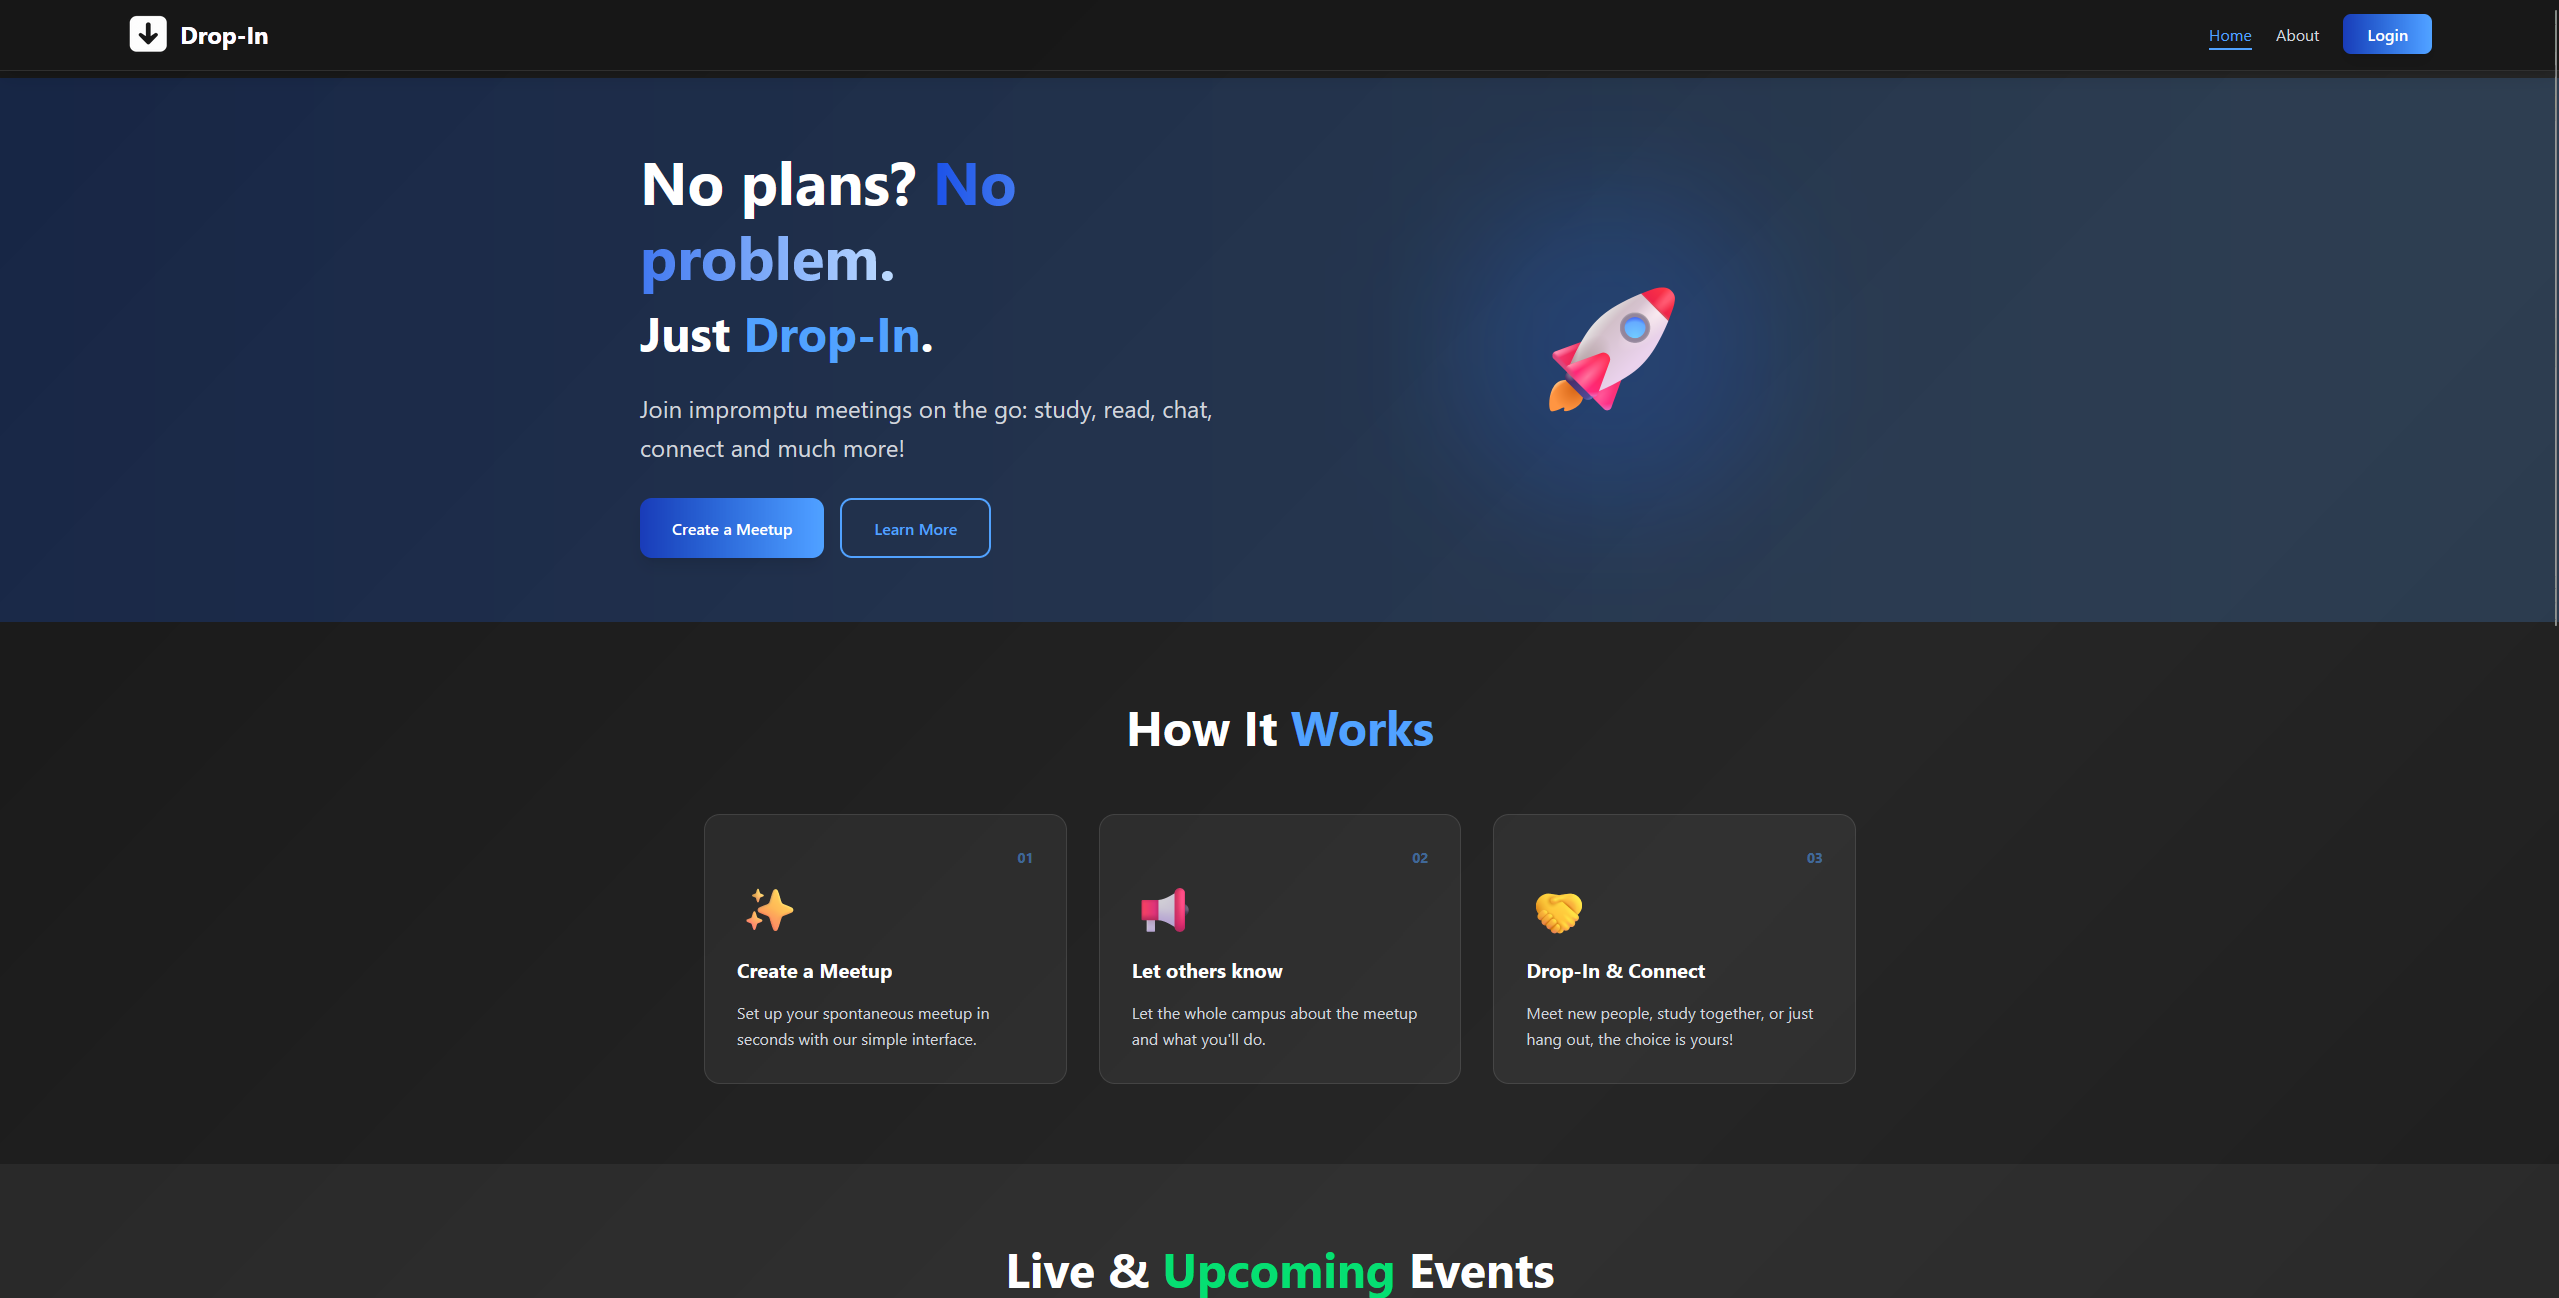 Drop-In
Home
About
Login
No plans? No
problem.
Just Drop-In.
Join impromptu meetings on the go: study, read, chat,
connect and much more!
Create a Meetup
Learn More
How It Works
01
Create a Meetup
Set up your spontaneous meetup in
seconds with our simple interface.
02
Let others know
Let the whole campus about the meetup
and what you'll do.
03
Drop-In & Connect
Meet new people, study together, or just
hang out, the choice is yours!
Live & Upcoming Events